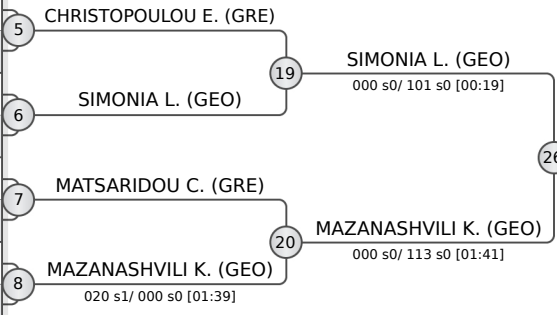 CHRISTOPOULOU E. (GRE)
5
SIMONIA L. (GEO)
19
000 s0/ 101 s0 [00:19]
SIMONIA L. (GEO)
6
26
MATSARIDOU C. (GRE)
7
MAZANASHVILI K. (GEO)
20
000 s0/ 113 s0 [01:41]
MAZANASHVILI K. (GEO)
8
020 s1/ 000 s0 [01:39]